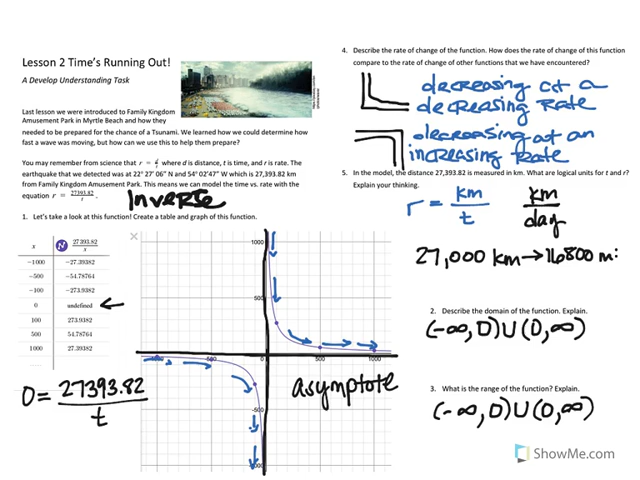 Lesson 2 Time's Running Out!
A Develop Understanding Task
Last lesson we were introduced to Family Kingdom
Amusement Park in Myrtle Beach and how they
needed to be prepared for the chance of a Tsunami. We learned how we could determine how
fast a wave was moving, but how can we use this to help them prepare?
You may remember from science that r = d/t where d is distance, t is time, and r is rate. The
earthquake that we detected was at 22° 27' 06" N and 54° 02'47" W which is 27,393.82 km
from Family Kingdom Amusement Park. This means we can model the time vs. rate with the
equation r = 27393.82/t .
Inverse
1. Let's take a look at this function! Create a table and graph of this function.
x N 27393.82/x
−1000 −27.39382
−500 −54.78764
−100 −273.9382
0 undefined
100 273.9382
500 54.78764
1000 27.39382
0 = 27393.82/t
1000
500
-500
0
500
1000
-500
asymptote
4. Describe the rate of change of the function. How does the rate of change of this function
compare to the rate of change of other functions that we have encountered?
decreasing at a
decreasing rate
decreasing at an
increasing rate
5. In the model, the distance 27,393.82 is measured in km. What are logical units for t and r?
Explain your thinking.
r = km/t km/day
27,000 km → 16800 mi
2. Describe the domain of the function. Explain.
(-∞, 0) U (0, ∞)
3. What is the range of the function? Explain.
(-∞, 0) U (0, ∞)
ShowMe.com